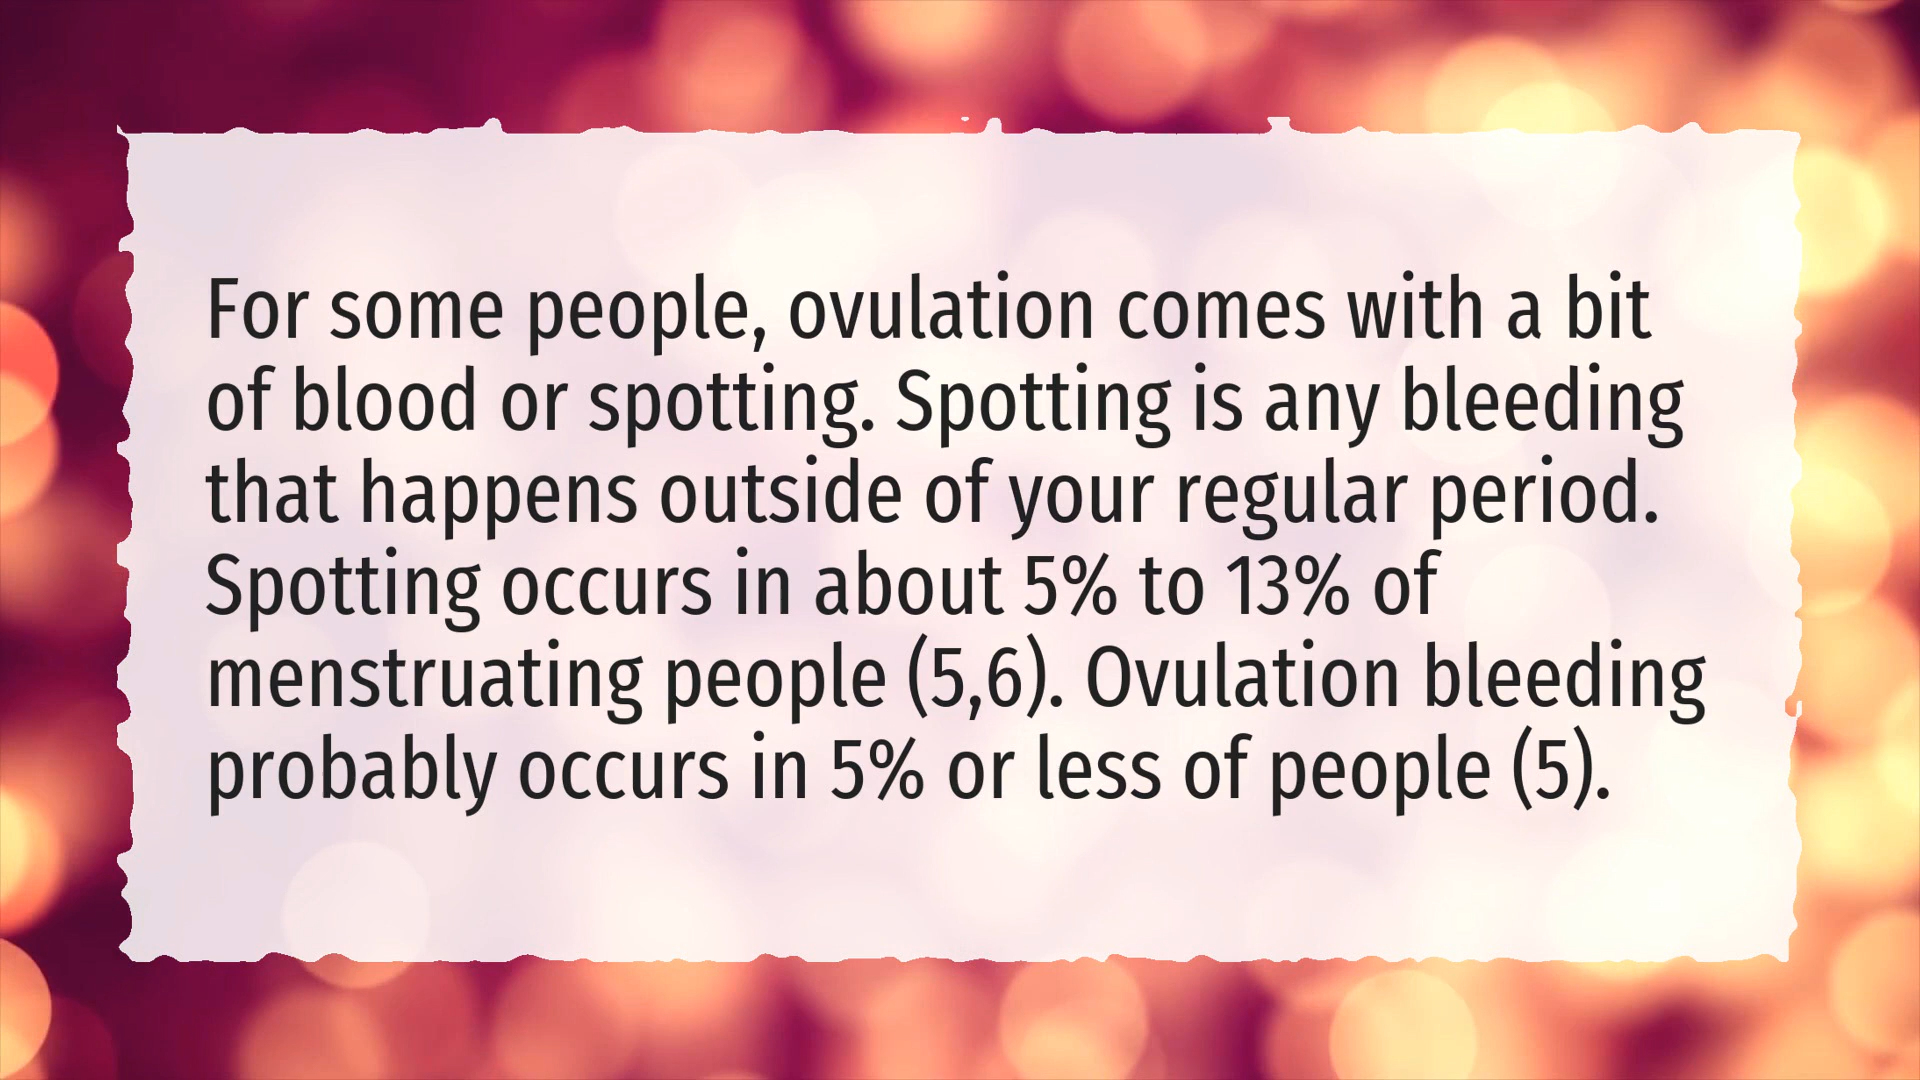 For some people, ovulation comes with a bit
of blood or spotting. Spotting is any bleeding
that happens outside of your regular period.
Spotting occurs in about 5% to 13% of
menstruating people (5,6). Ovulation bleeding
probably occurs in 5% or less of people (5).